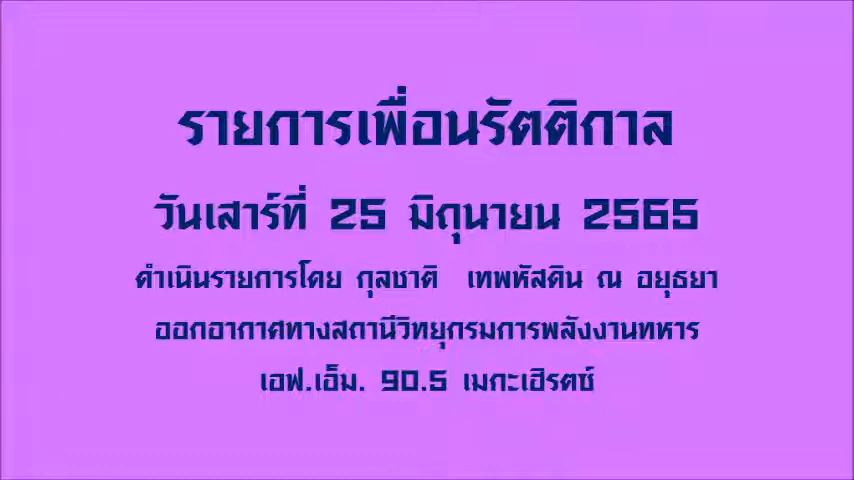 รายการเพื่อนรัตติกาล
วันเสาร์ที่ 25 มิถุนายน 2565
ดำเนินรายการโดย กุลชาติ เทพหัสดิน ณ อยุธยา
ออกอากาศทางสถานีวิทยุกรมการพลังงานทหาร
เอฟ.เอ็ม. 90.5 เมกะเฮิรตซ์